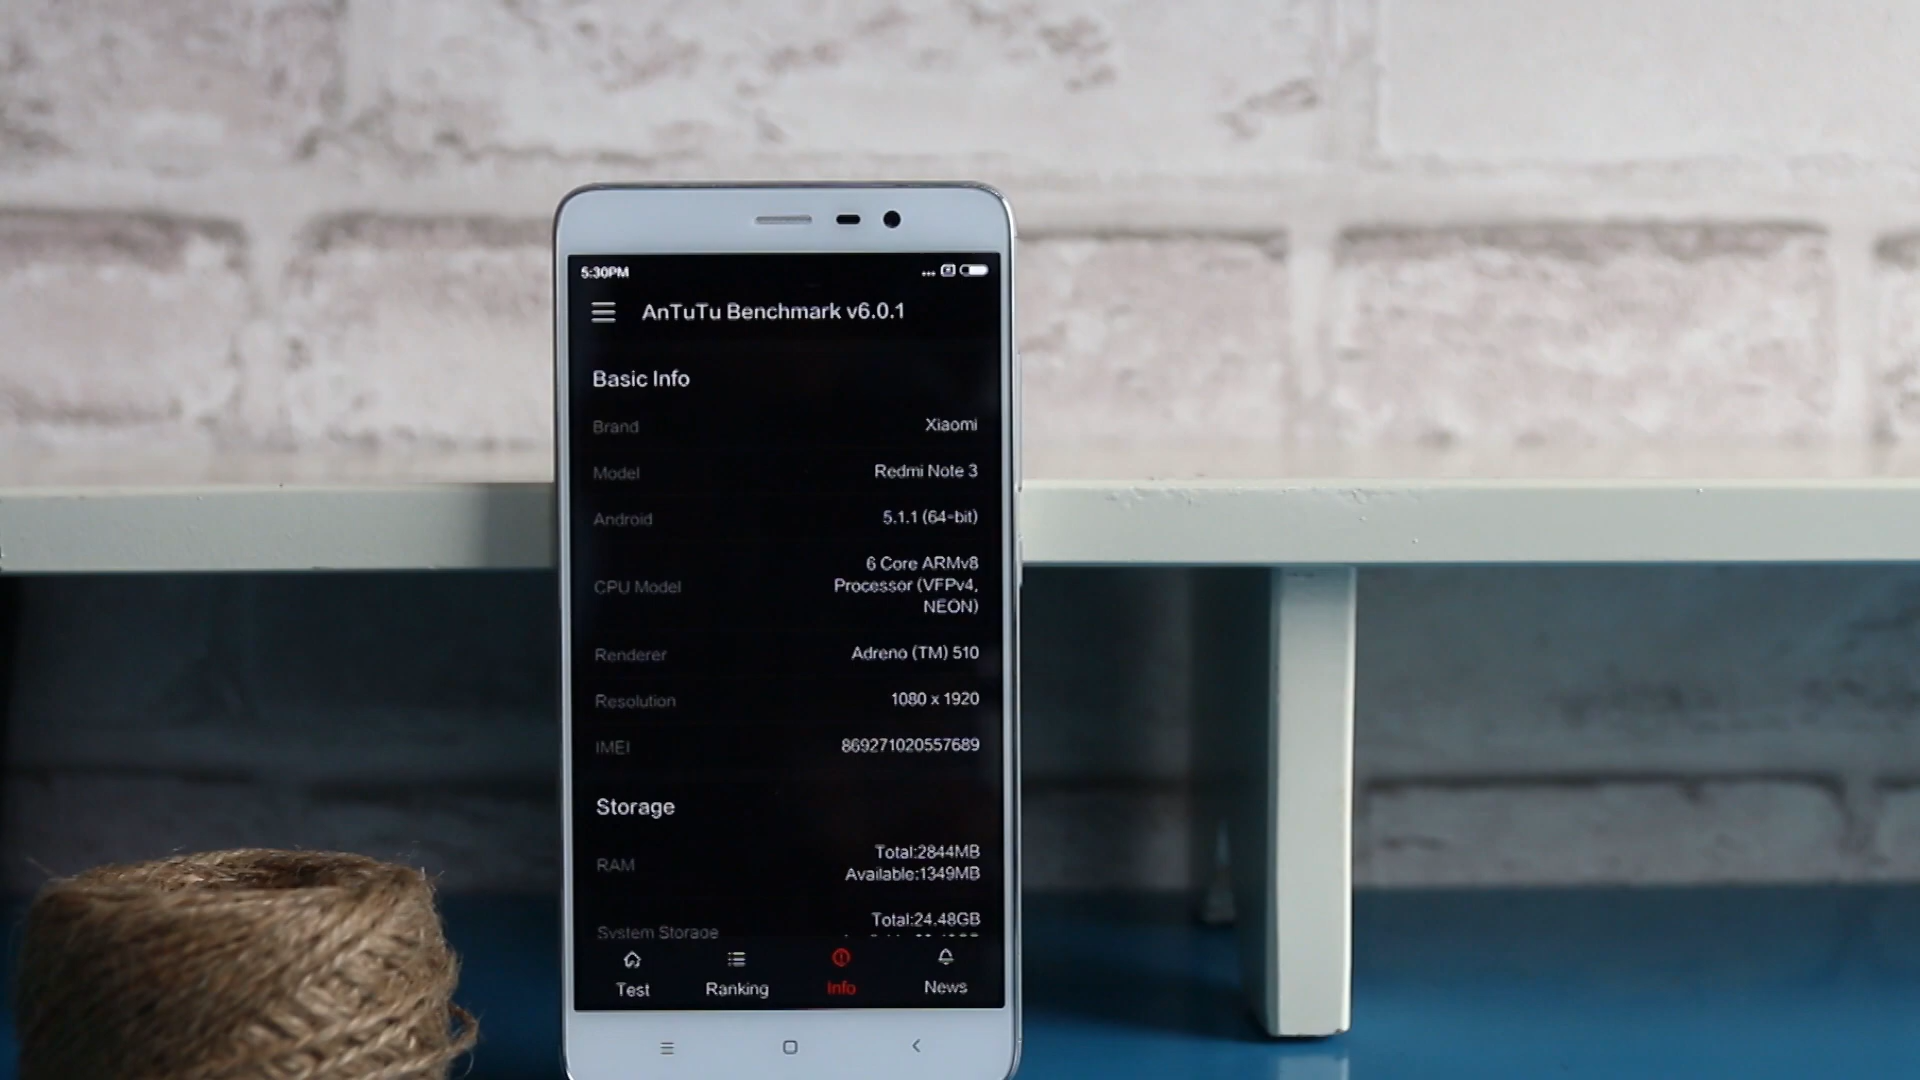 5:30PM
AnTuTu Benchmark v6.0.1
Basic Info
Brand Xiaomi
Model Redmi Note 3
Android 5.1.1 (64-bit)
CPU Model 6 Core ARMv8
Processor (VFPv4,
NEON)
Renderer Adreno (TM) 510
Resolution 1080 x 1920
IMEI 869271020557689
Storage
RAM Total:2844MB
Available:1349MB
System Storage Total:24.48GB
Test Ranking Info News